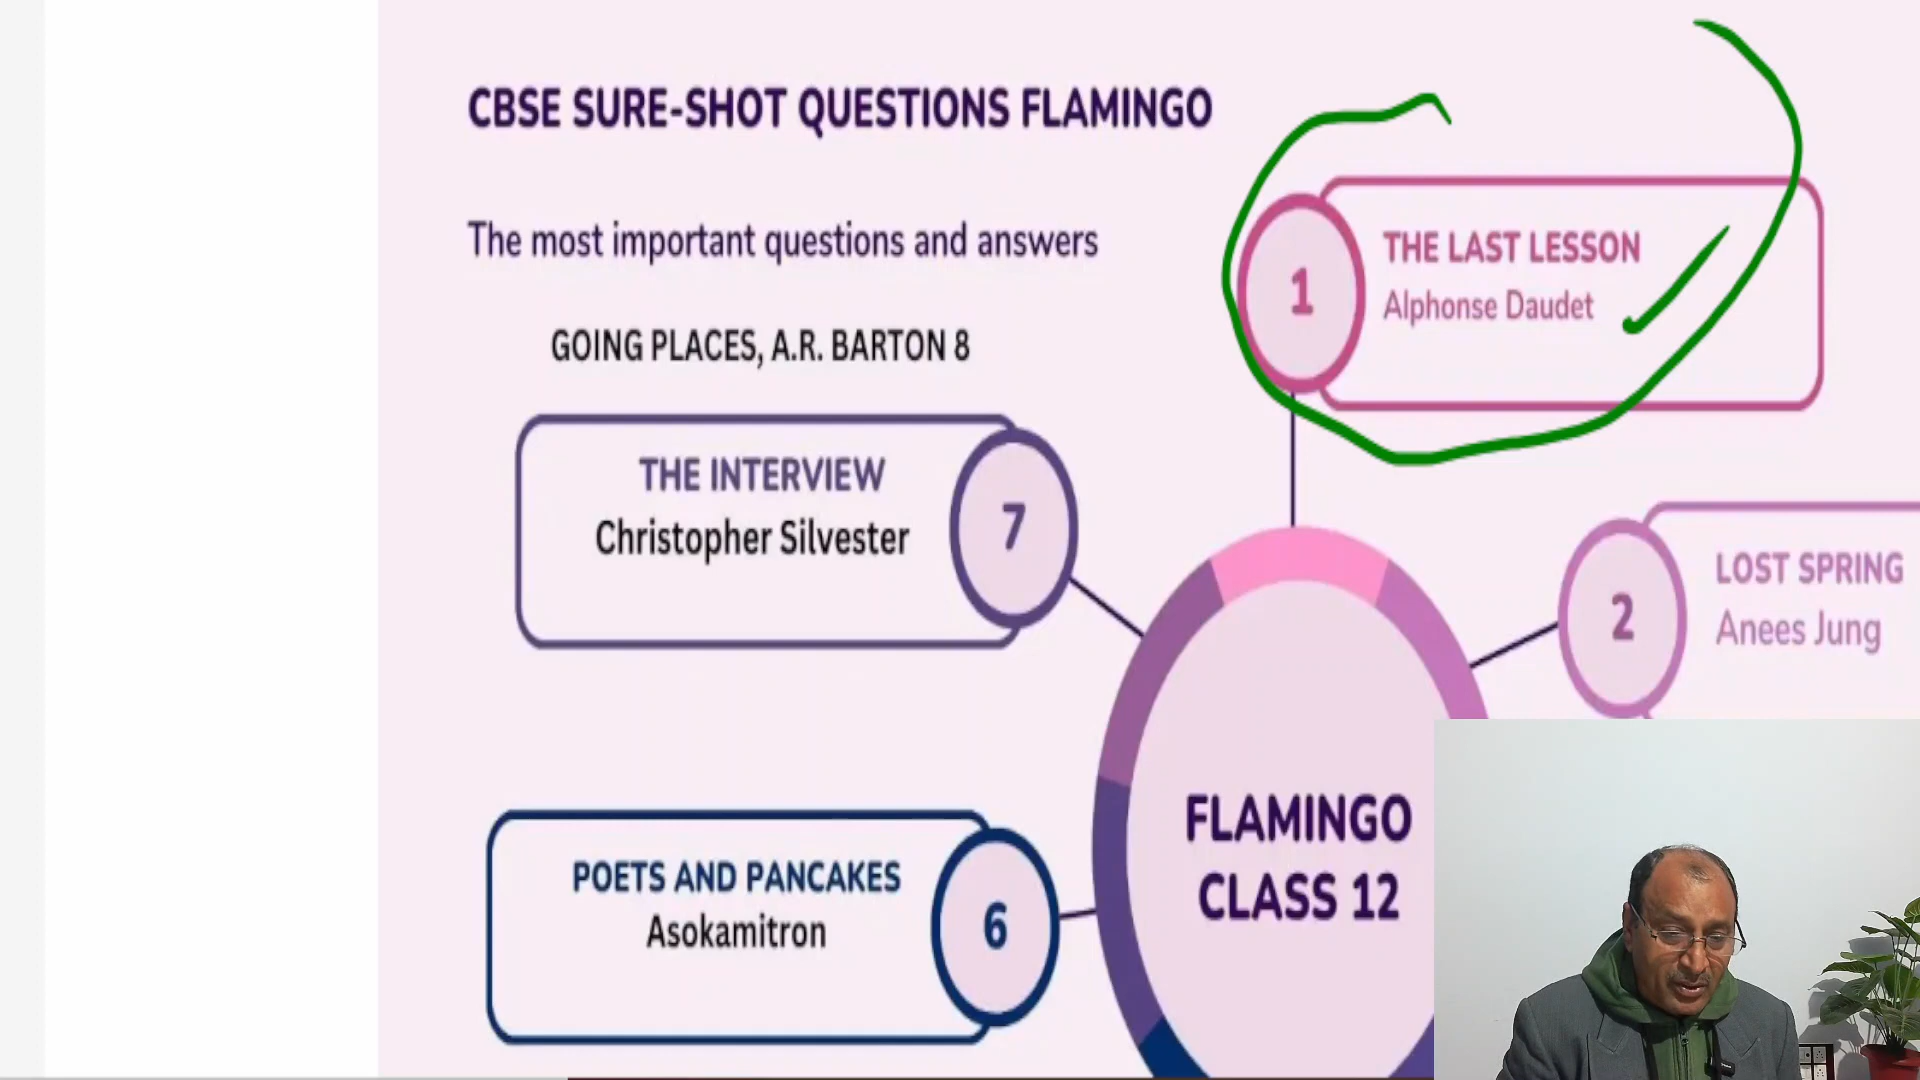 CBSE SURE-SHOT QUESTIONS FLAMINGO
The most important questions and answers
GOING PLACES, A.R. BARTON 8
1
THE LAST LESSON
Alphonse Daudet
THE INTERVIEW
Christopher Silvester
7
2
LOST SPRING
Anees Jung
POETS AND PANCAKES
Asokamitron
6
FLAMINGO
CLASS 12